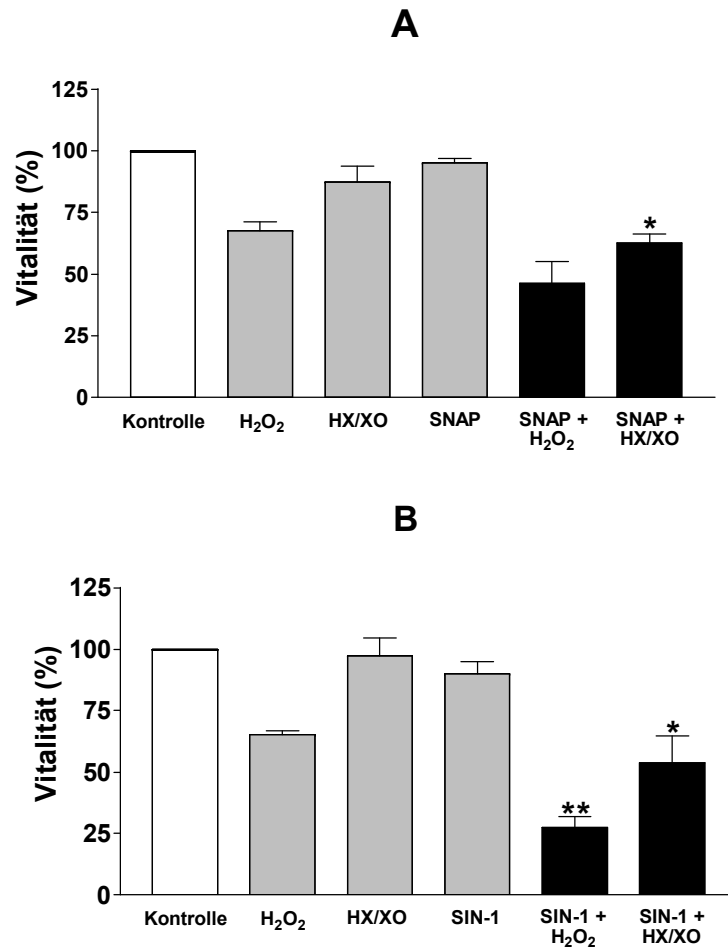 A
Vitalität (%)
125
100
75
50
25
0
*
Kontrolle
H₂O₂
HX/XO
SNAP
SNAP +
H₂O₂
SNAP +
HX/XO
B
Vitalität (%)
125
100
75
50
25
0
**
*
Kontrolle
H₂O₂
HX/XO
SIN-1
SIN-1 +
H₂O₂
SIN-1 +
HX/XO